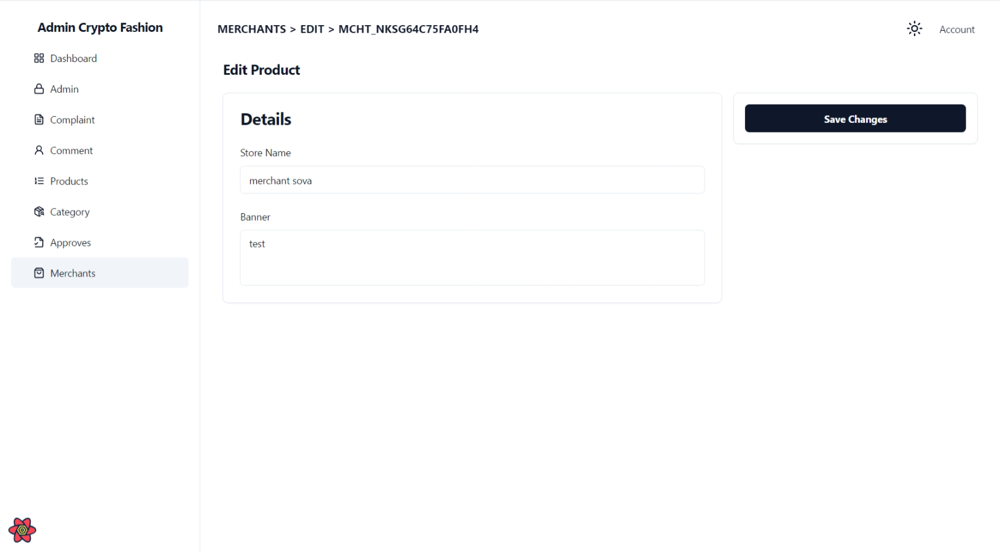 Admin Crypto Fashion
Dashboard
Admin
Complaint
Comment
Products
Category
Approves
Merchants
MERCHANTS > EDIT > MCHT_NKSG64C75FA0FH4
Account
Edit Product
Details
Store Name
merchant sova
Banner
test
Save Changes